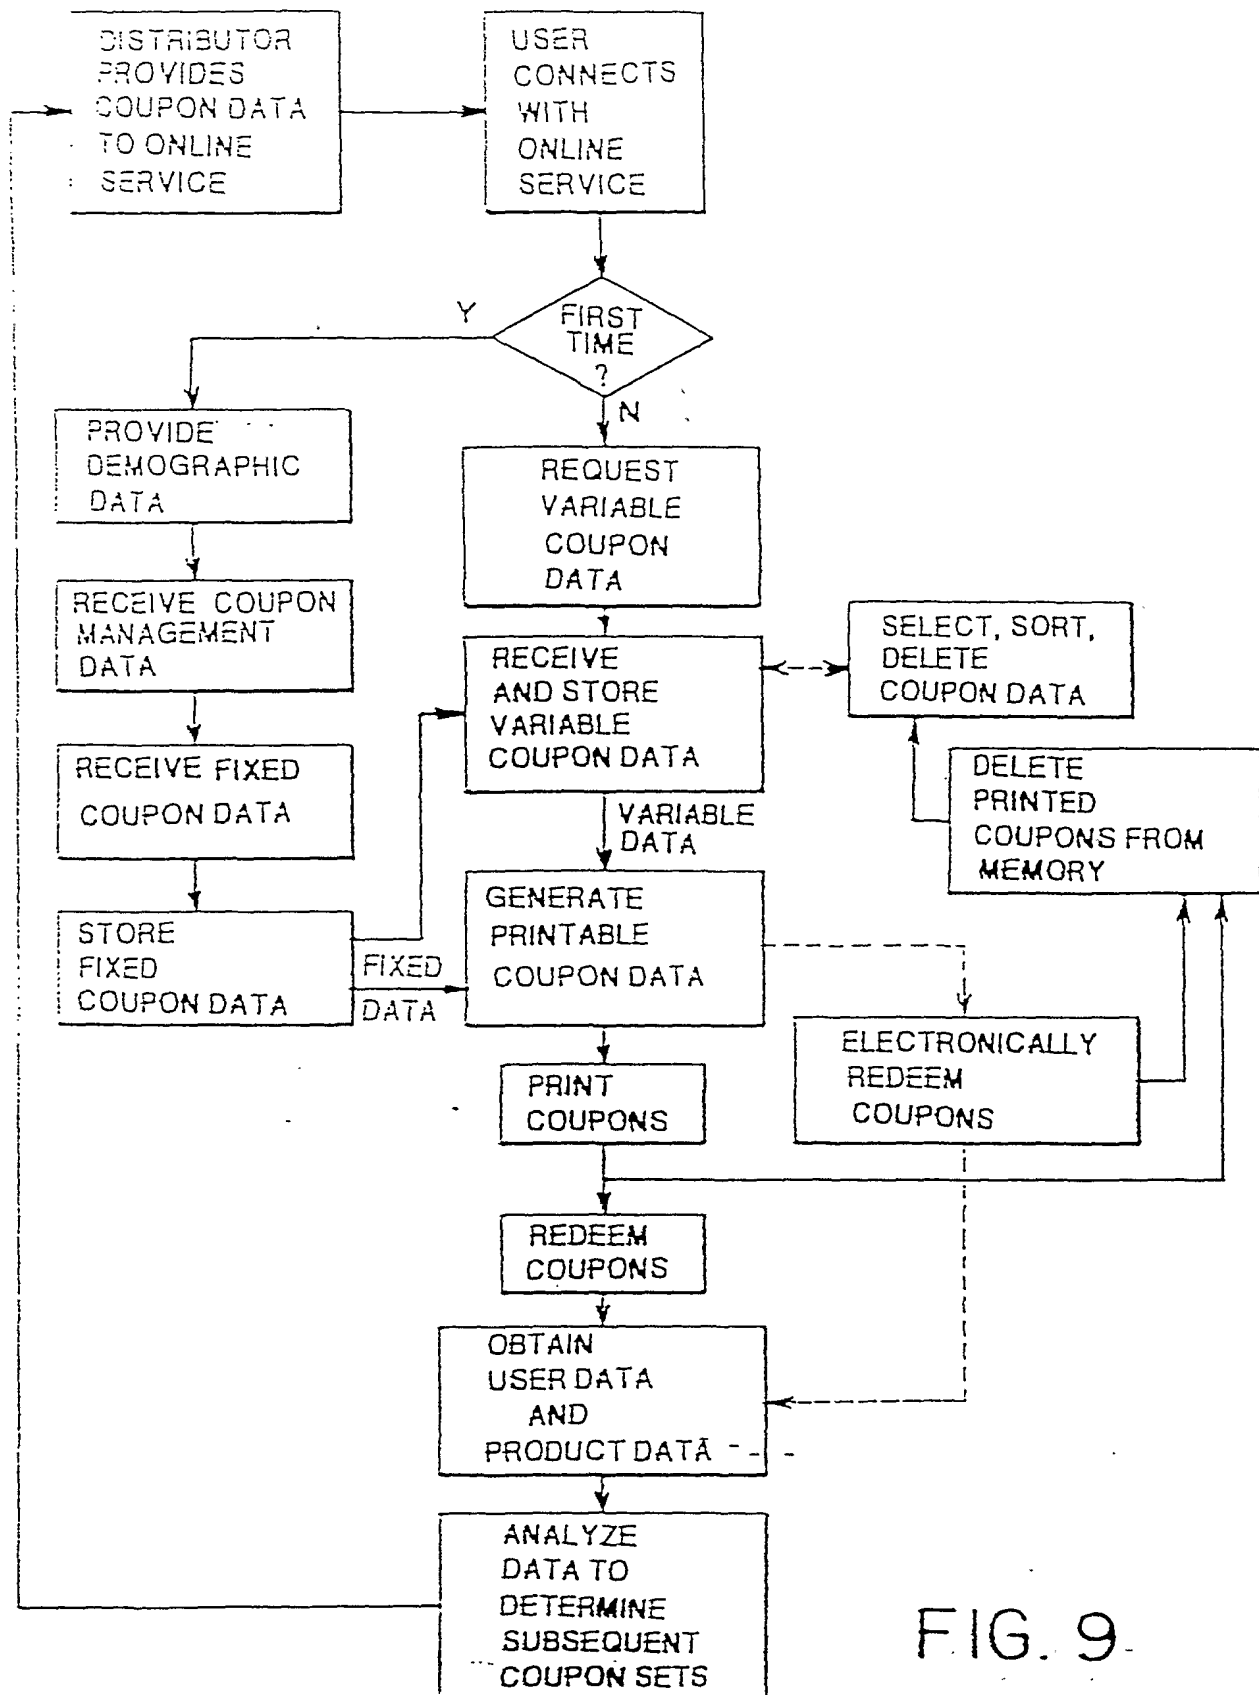 DISTRIBUTOR
PROVIDES
COUPON DATA
TO ONLINE
SERVICE
USER
CONNECTS
WITH
ONLINE
SERVICE
FIRST
TIME
?
Y
N
PROVIDE
DEMOGRAPHIC
DATA
REQUEST
VARIABLE
COUPON
DATA
RECEIVE COUPON
MANAGEMENT
DATA
RECEIVE
AND STORE
VARIABLE
COUPON DATA
SELECT, SORT,
DELETE
COUPON DATA
RECEIVE FIXED
COUPON DATA
DELETE
PRINTED
COUPONS FROM
MEMORY
VARIABLE
DATA
STORE
FIXED
COUPON DATA
FIXED
DATA
GENERATE
PRINTABLE
COUPON DATA
ELECTRONICALLY
REDEEM
COUPONS
PRINT
COUPONS
REDEEM
COUPONS
OBTAIN
USER DATA
AND
PRODUCT DATA
ANALYZE
DATA TO
DETERMINE
SUBSEQUENT
COUPON SETS
FIG. 9